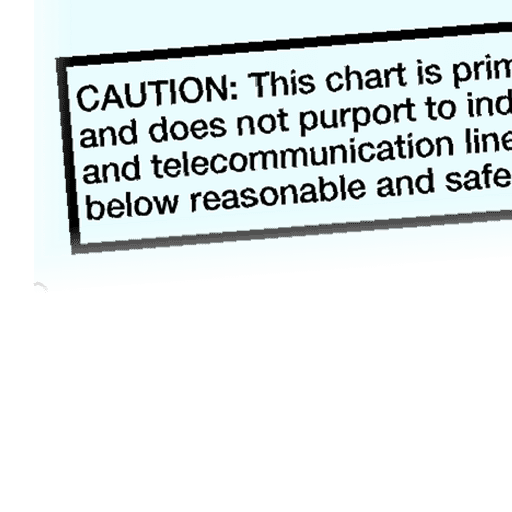 CAUTION: This chart is prim
and does not purport to ind
and telecommunication line
below reasonable and safe